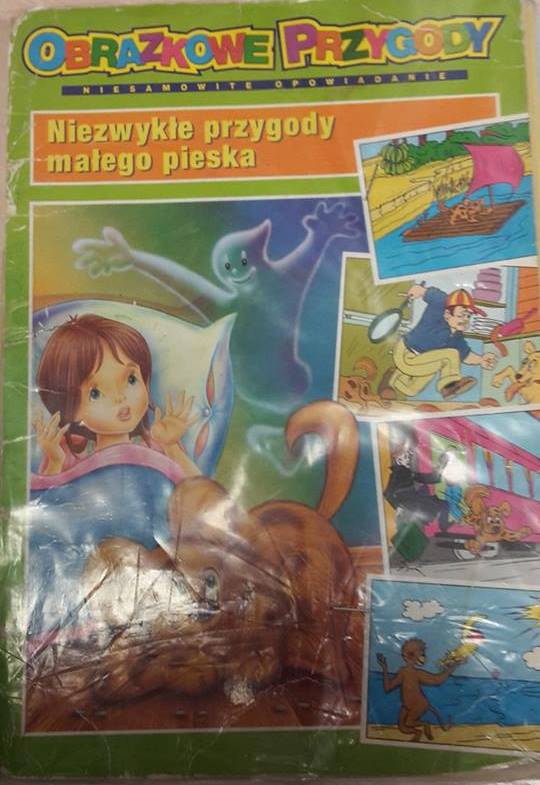 OBRAZKOWE PRZYGODY
NIESAMOWITE OPOWIADANIE
Niezwykłe przygody
małego pieska